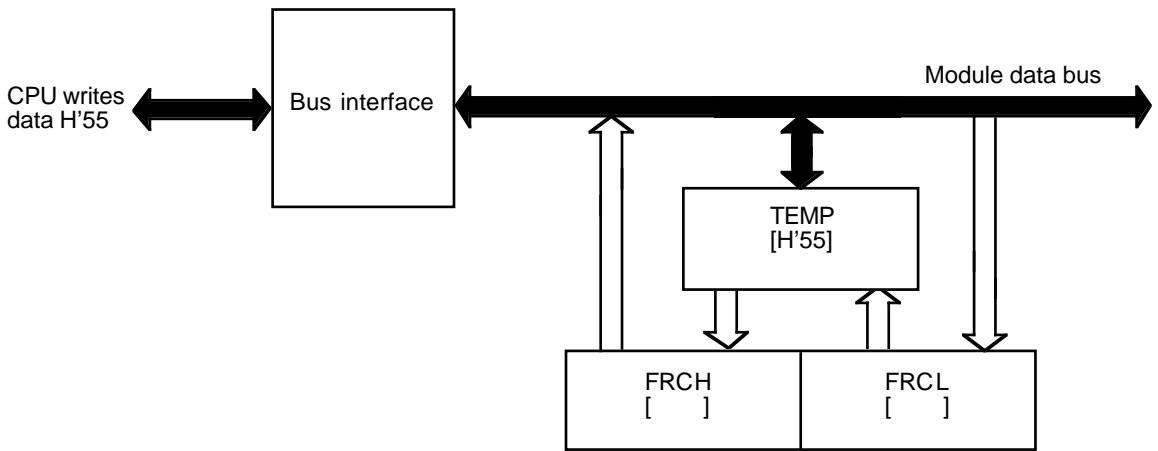 CPU writes
data H'55
Bus interface
Module data bus
TEMP
[H'55]
FRCH
[ ]
FRCL
[ ]